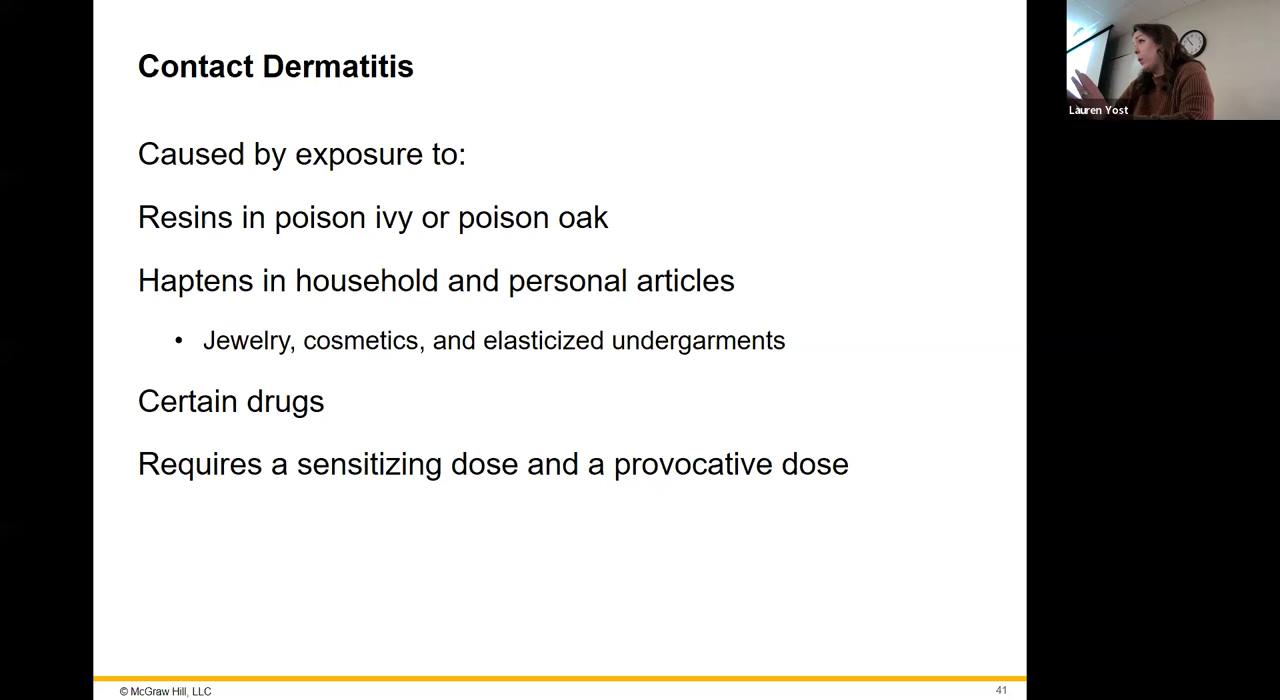 Contact Dermatitis
Caused by exposure to:
Resins in poison ivy or poison oak
Haptens in household and personal articles
• Jewelry, cosmetics, and elasticized undergarments
Certain drugs
Requires a sensitizing dose and a provocative dose
© McGraw Hill, LLC
41
Lauren Yost